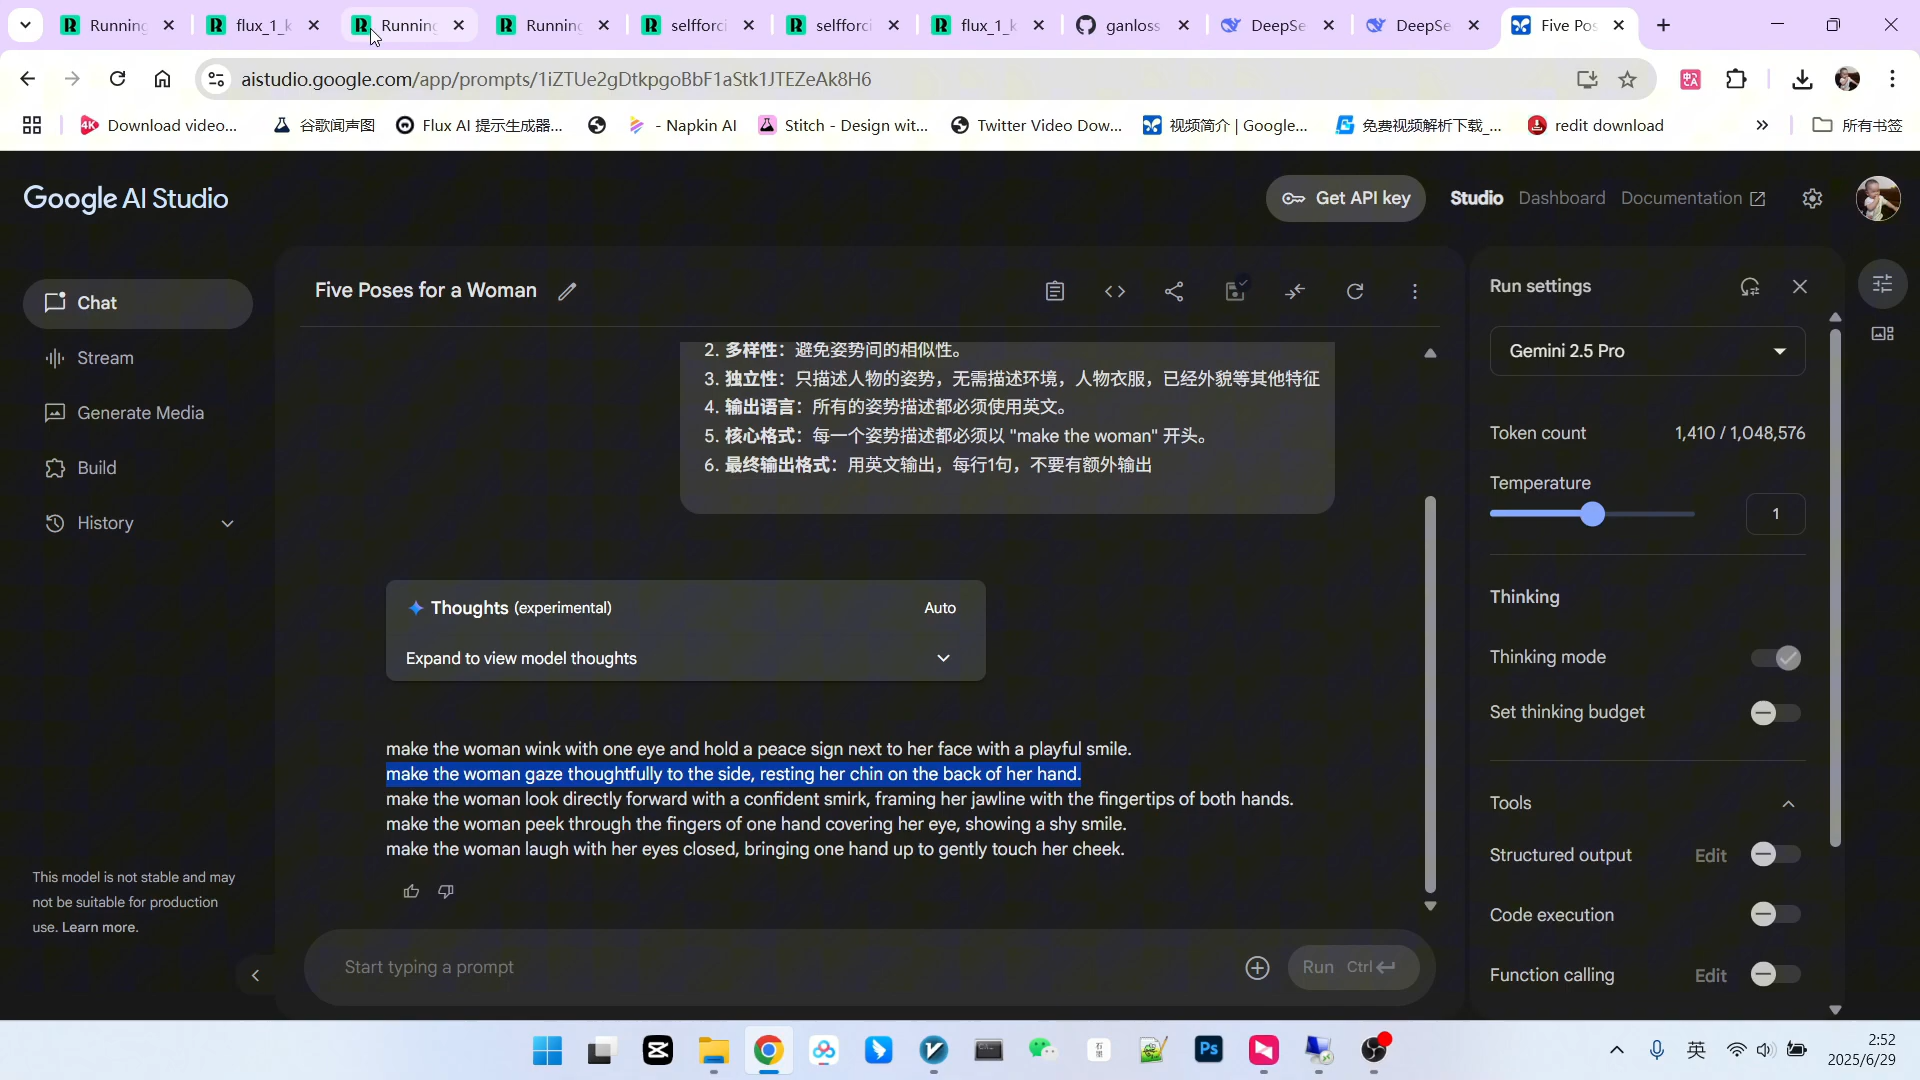 Running
flux_1_k
Running
Running
selfforci
selfforci
flux_1_k
ganloss
DeepSe
DeepSe
Five Pos
aistudio.google.com/app/prompts/1iZTUe2gDtkpgoBbF1aStk1JTEZeAk8H6
Download video...
谷歌闻声图
Flux AI 提示生成器...
- Napkin AI
Stitch - Design wit...
Twitter Video Dow...
视频简介 | Google...
免费视频解析下载_...
redit download
所有书签
Google AI Studio
Get API key
Studio
Dashboard
Documentation
Chat
Stream
Generate Media
Build
History
This model is not stable and may
not be suitable for production
use. Learn more.
Five Poses for a Woman
2. 多样性：避免姿势间的相似性。
3. 独立性：只描述人物的姿势，无需描述环境，人物衣服，已经外貌等其他特征
4. 输出语言：所有的姿势描述都必须使用英文。
5. 核心格式：每一个姿势描述都必须以 "make the woman" 开头。
6. 最终输出格式：用英文输出，每行1句，不要有额外输出
Thoughts (experimental)
Auto
Expand to view model thoughts
make the woman wink with one eye and hold a peace sign next to her face with a playful smile.
make the woman gaze thoughtfully to the side, resting her chin on the back of her hand.
make the woman look directly forward with a confident smirk, framing her jawline with the fingertips of both hands.
make the woman peek through the fingers of one hand covering her eye, showing a shy smile.
make the woman laugh with her eyes closed, bringing one hand up to gently touch her cheek.
Start typing a prompt
Run Ctrl
Run settings
Gemini 2.5 Pro
Token count 1,410 / 1,048,576
Temperature
1
Thinking
Thinking mode
Set thinking budget
Tools
Structured output Edit
Code execution
Function calling Edit
Ps
英
2:52
2025/6/29